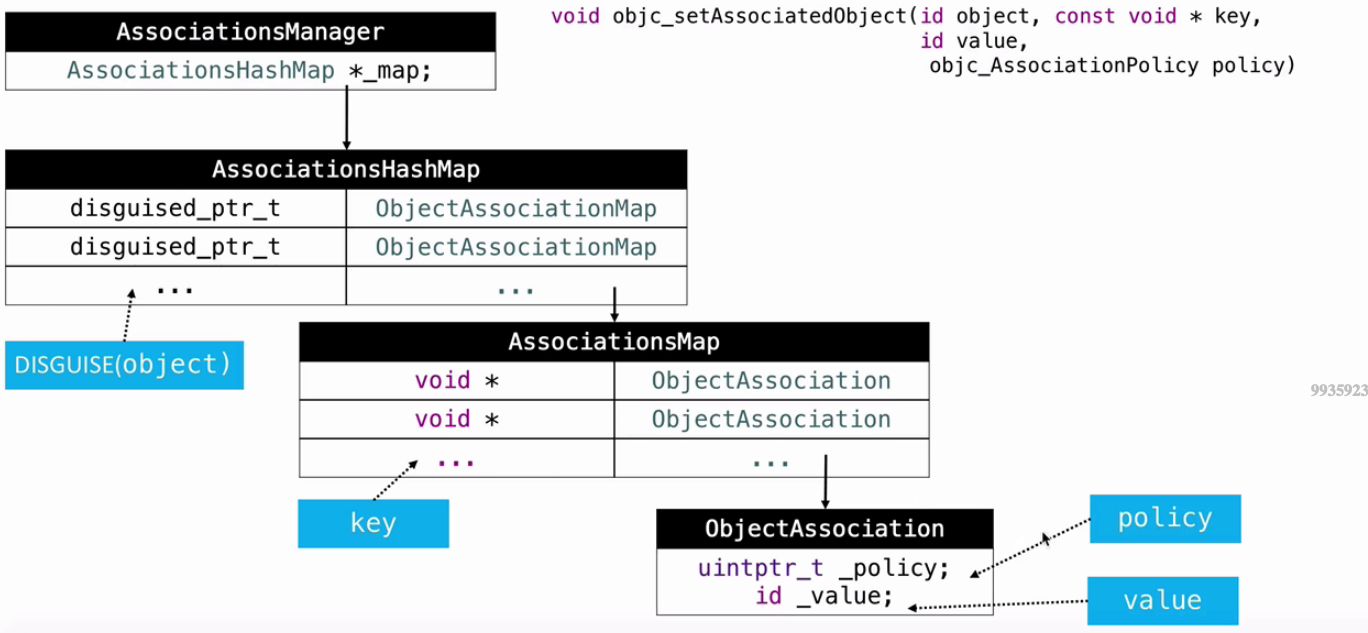 void objc_setAssociatedObject(id object, const void * key,
id value,
objc_AssociationPolicy policy)
AssociationsManager
AssociationsHashMap *_map;
AssociationsHashMap
disguised_ptr_t ObjectAssociationMap
disguised_ptr_t ObjectAssociationMap
... ...
DISGUISE(object)
AssociationsMap
void * ObjectAssociation
void * ObjectAssociation
... ...
9935923
key
ObjectAssociation
uintptr_t _policy;
id _value;
policy
value